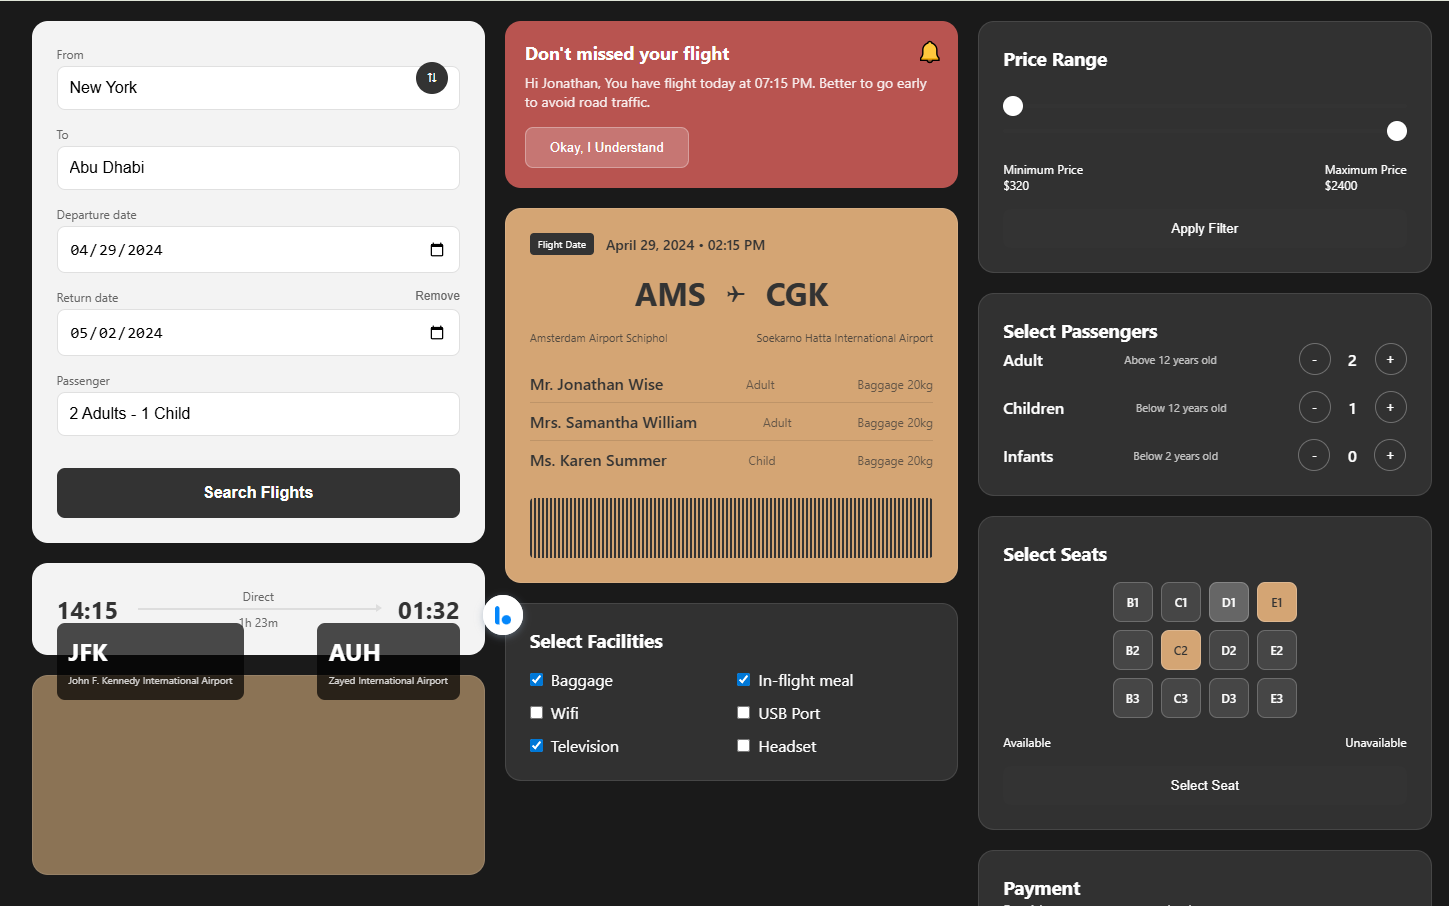 From
New York
To
Abu Dhabi
Departure date
04/29/2024
Return date
Remove
05/02/2024
Passenger
2 Adults - 1 Child
Search Flights
14:15
Direct
1h 23m
01:32
JFK
John F. Kennedy International Airport
AUH
Zayed International Airport
Don't missed your flight
Hi Jonathan, You have flight today at 07:15 PM. Better to go early
to avoid road traffic.
Okay, I Understand
Flight Date
April 29, 2024 • 02:15 PM
AMS ✈ CGK
Amsterdam Airport Schiphol
Soekarno Hatta International Airport
Mr. Jonathan Wise Adult Baggage 20kg
Mrs. Samantha William Adult Baggage 20kg
Ms. Karen Summer Child Baggage 20kg
Select Facilities
Baggage
In-flight meal
Wifi
USB Port
Television
Headset
Price Range
Minimum Price
$320
Maximum Price
$2400
Apply Filter
Select Passengers
Adult Above 12 years old - 2 +
Children Below 12 years old - 1 +
Infants Below 2 years old - 0 +
Select Seats
B1 C1 D1 E1
B2 C2 D2 E2
B3 C3 D3 E3
Available
Unavailable
Select Seat
Payment